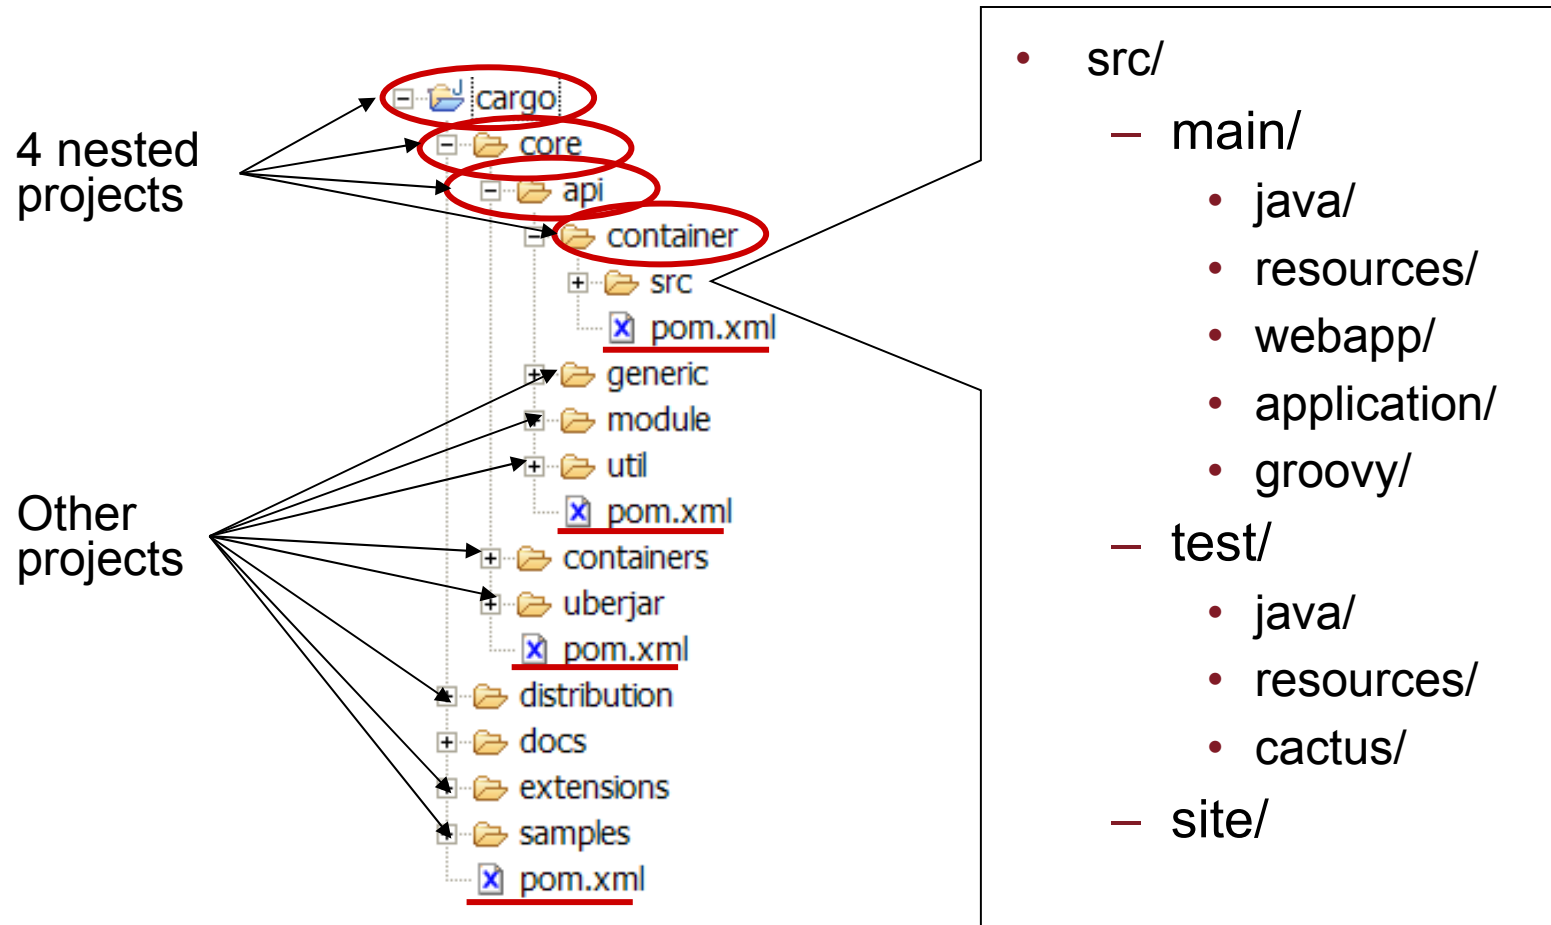 4 nested
projects
Other
projects
cargo
core
api
container
src
pom.xml
generic
module
util
pom.xml
containers
uberjar
pom.xml
distribution
docs
extensions
samples
pom.xml
• src/
– main/
• java/
• resources/
• webapp/
• application/
• groovy/
– test/
• java/
• resources/
• cactus/
– site/